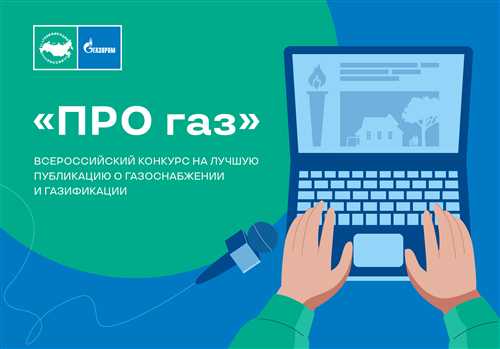 ГАЗПРОМ
«ПРО газ»
ВСЕРОССИЙСКИЙ КОНКУРС НА ЛУЧШУЮ
ПУБЛИКАЦИЮ О ГАЗОСНАБЖЕНИИ
И ГАЗИФИКАЦИИ